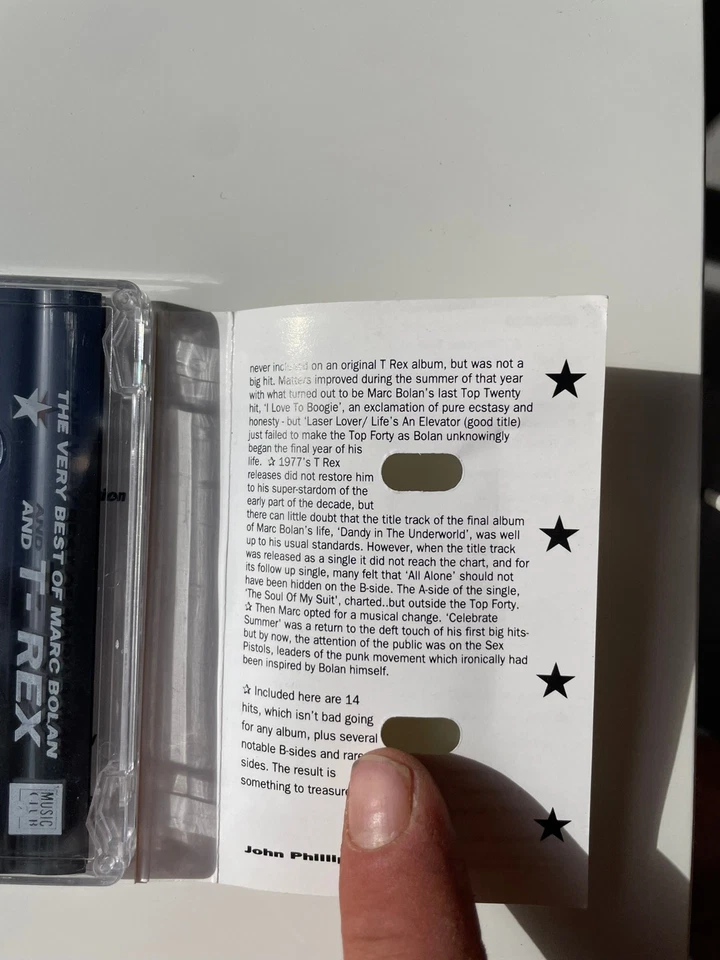 never included on an original T Rex album, but was not a
big hit. Matters improved during the summer of that year
with what turned out to be Marc Bolan's last Top Twenty
hit, 'I Love To Boogie', an exclamation of pure ecstasy and
honesty - but 'Laser Lover/ Life's An Elevator (good title)
just failed to make the Top Forty as Bolan unknowingly
began the final year of his
life. ☆ 1977's T Rex
releases did not restore him
to his super-stardom of the
early part of the decade, but
there can little doubt that the title track of the final album
of Marc Bolan's life, 'Dandy in The Underworld', was well
up to his usual standards. However, when the title track
was released as a single it did not reach the chart, and for
its follow up single, many felt that 'All Alone' should not
have been hidden on the B-side. The A-side of the single,
'The Soul Of My Suit', charted..but outside the Top Forty.
☆ Then Marc opted for a musical change. 'Celebrate
Summer' was a return to the deft touch of his first big hits-
but by now, the attention of the public was on the Sex
Pistols, leaders of the punk movement which ironically had
been inspired by Bolan himself.
☆ Included here are 14
hits, which isn't bad going
for any album, plus several
notable B-sides and rare
sides. The result is
something to treasure
John
THE VERY BEST OF MARC BOLAN
AND T-REX
MUSIC
CLUB